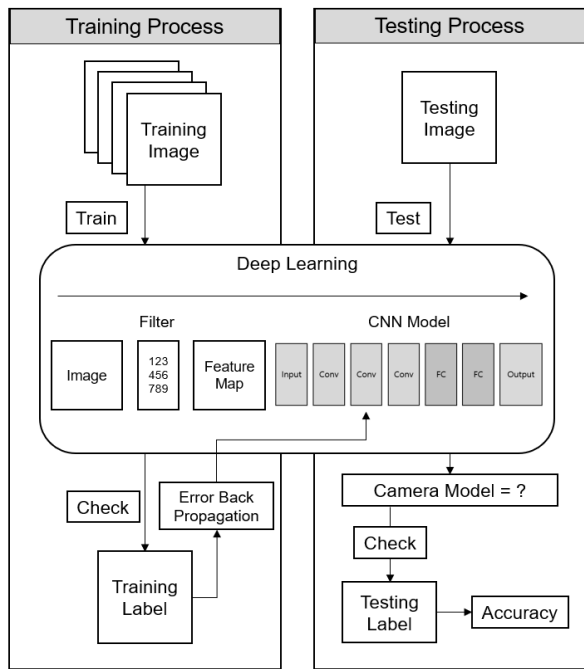 Training Process
Testing Process
Training
Image
Testing
Image
Train
Test
Deep Learning
Filter
CNN Model
Image
123
456
789
Feature
Map
Input
Conv
Conv
Conv
FC
FC
Output
Check
Error Back
Propagation
Training
Label
Camera Model = ?
Check
Testing
Label
Accuracy